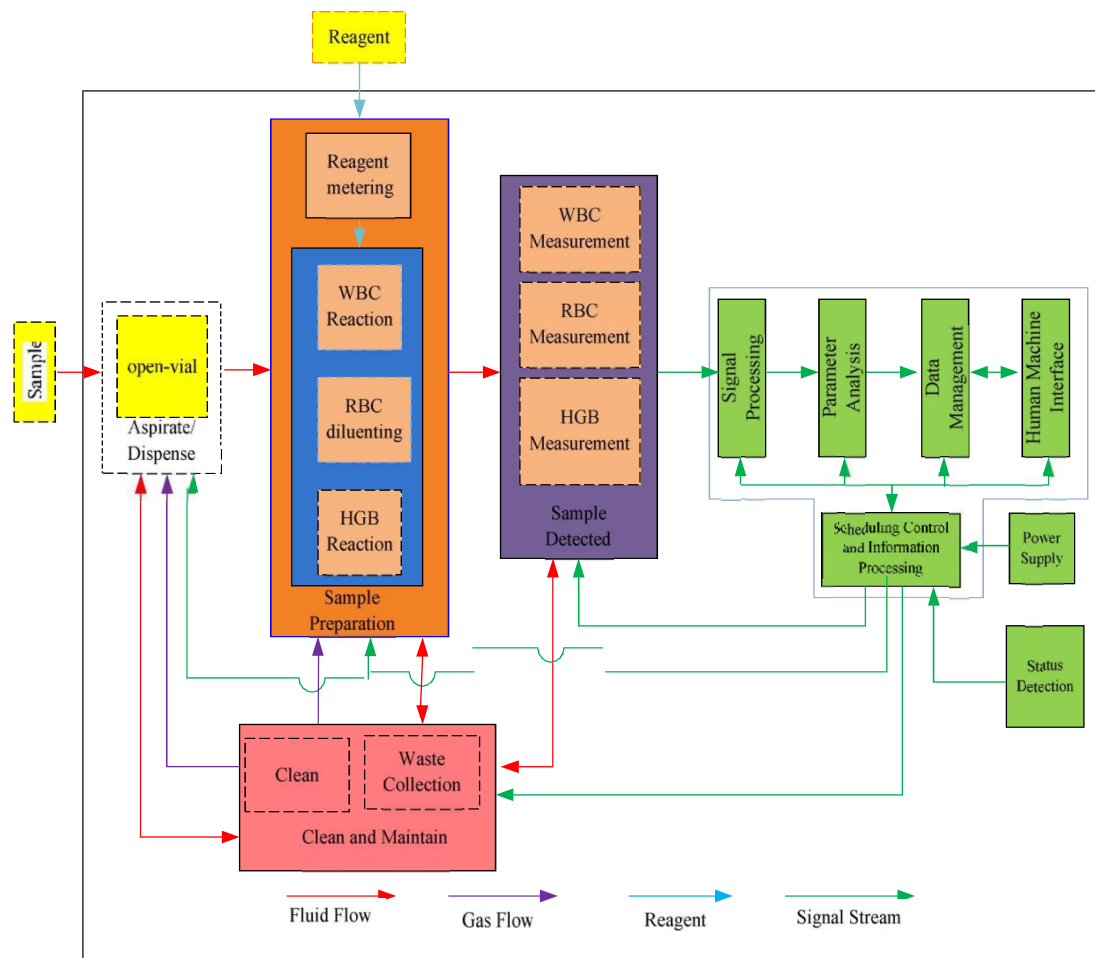 Reagent
Reagent
metering
WBC
Reaction
RBC
diluenting
HGB
Reaction
Sample
Preparation
Sample
open-vial
Aspirate/
Dispense
WBC
Measurement
RBC
Measurement
HGB
Measurement
Sample
Detected
Signal
Processing
Parameter
Analysis
Data
Management
Human Machine
Interface
Scheduling Control
and Information
Processing
Power
Supply
Status
Detection
Clean
Waste
Collection
Clean and Maintain
Fluid Flow
Gas Flow
Reagent
Signal Stream